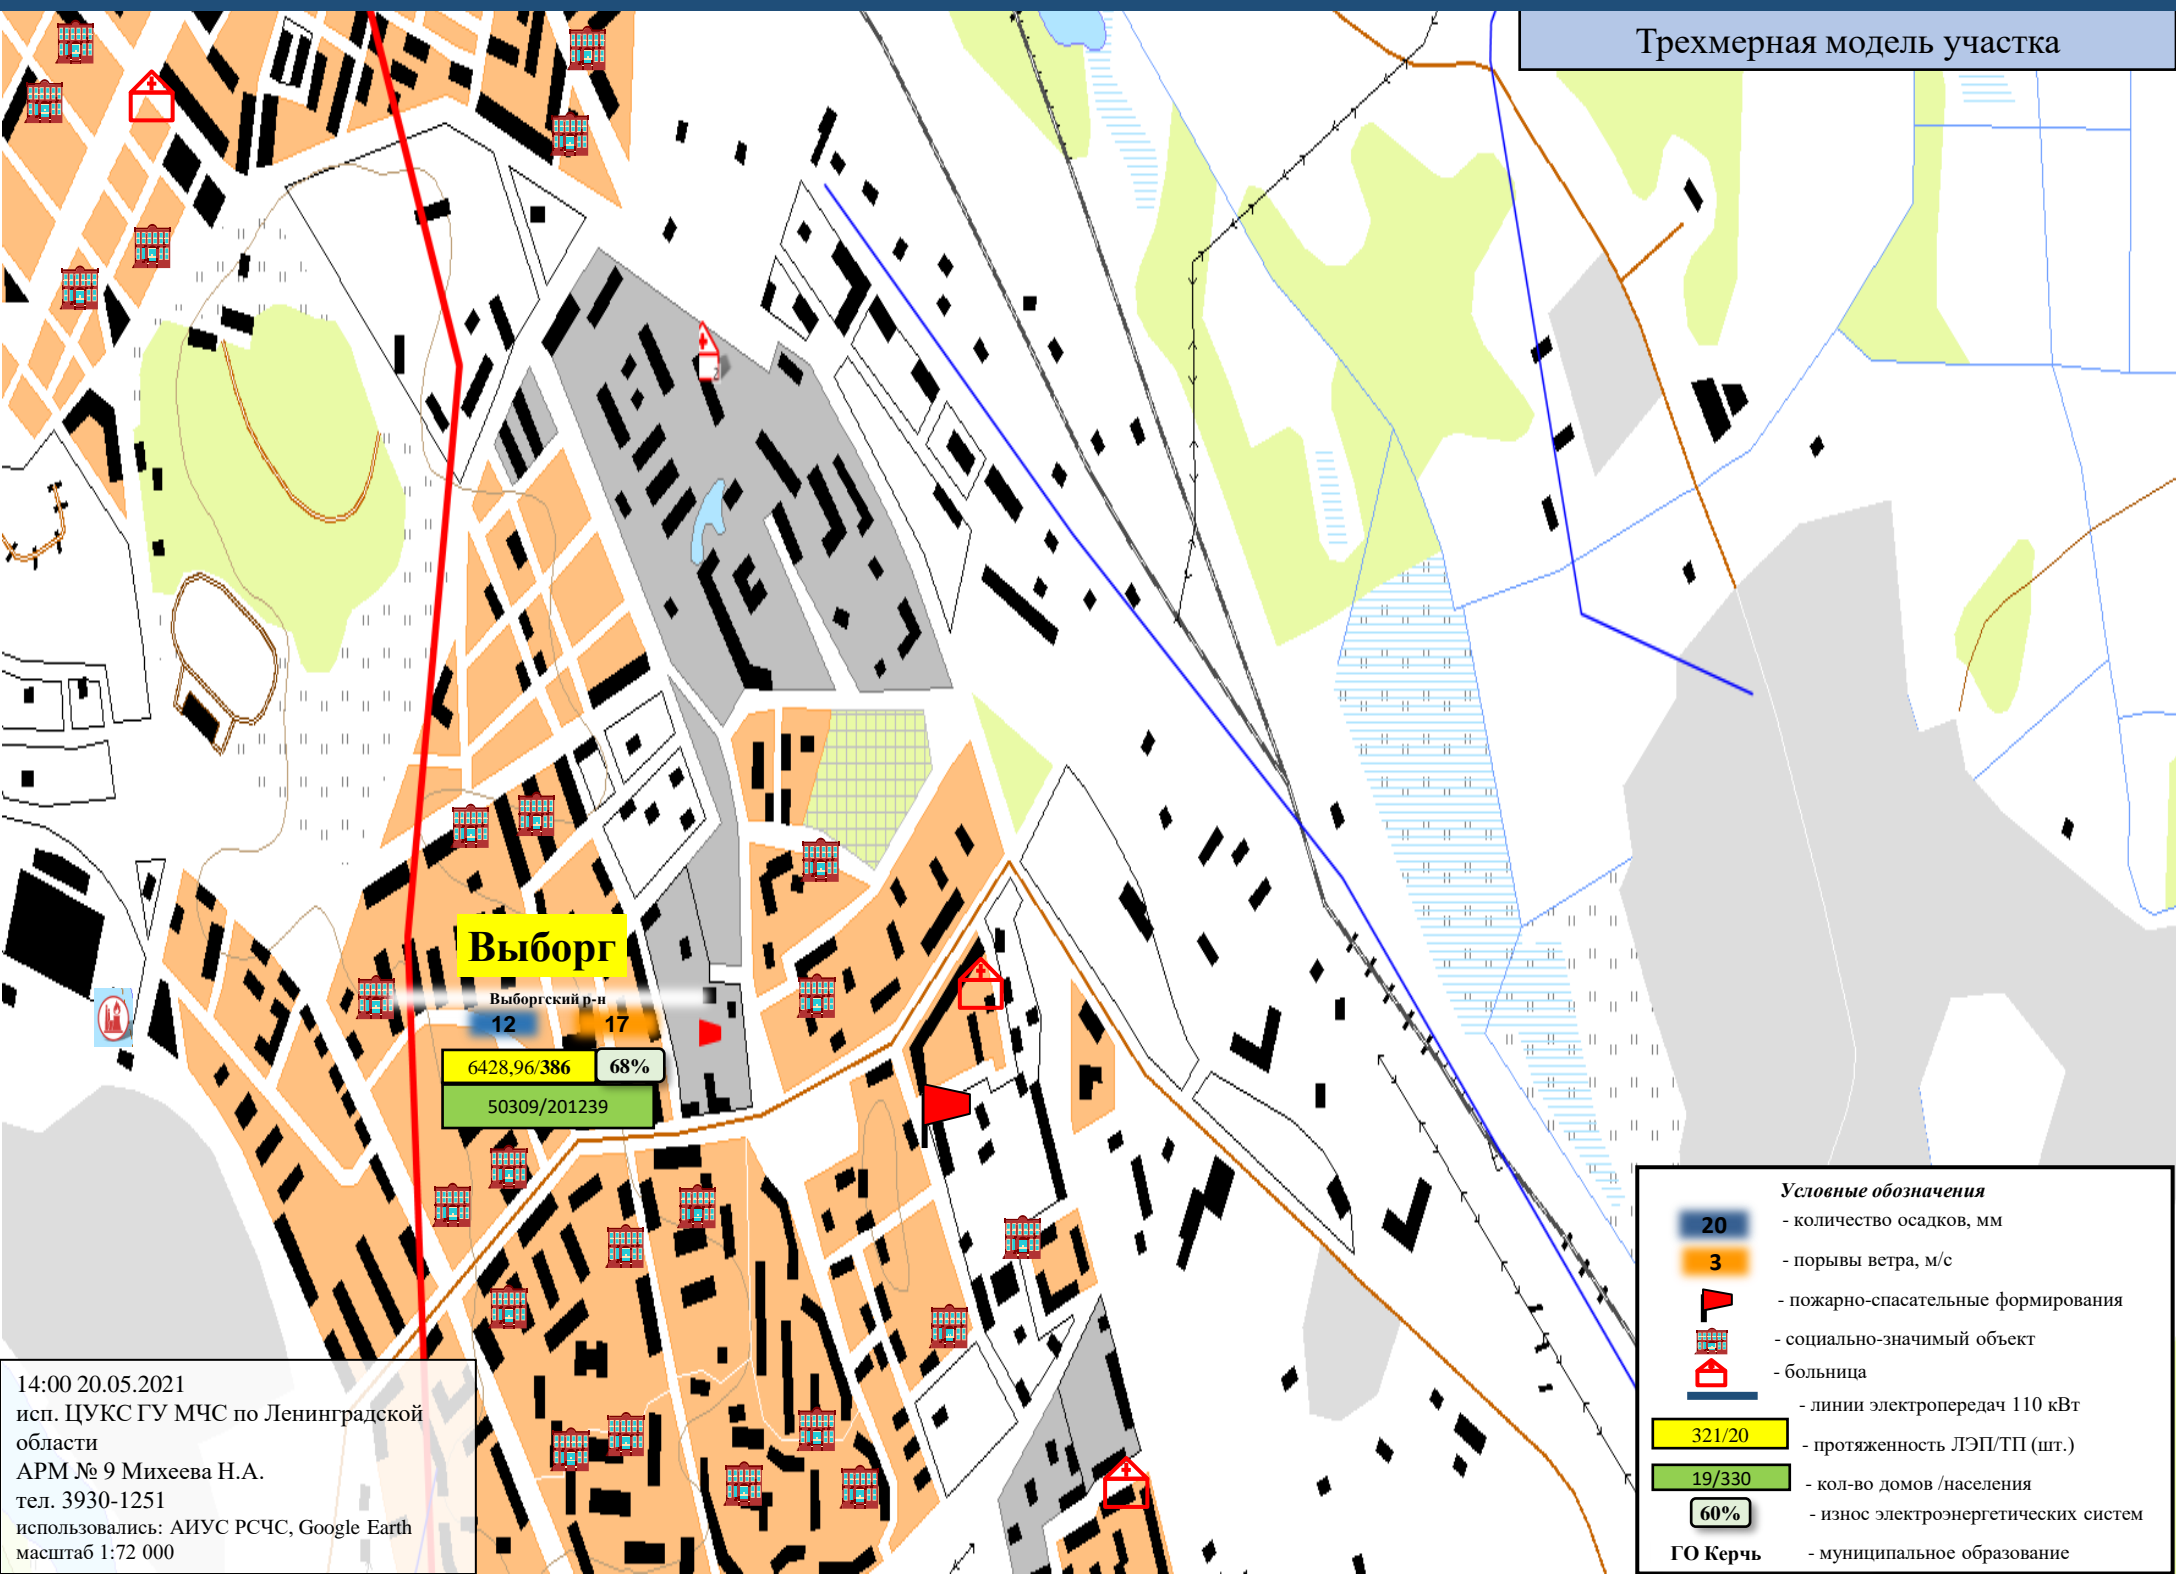 Трехмерная модель участка
2
Выборг
Выборгский р-н
12
17
6428,96/386
68%
50309/201239
14:00 20.05.2021
исп. ЦУКС ГУ МЧС по Ленинградской
области
АРМ № 9 Михеева Н.А.
тел. 3930-1251
использовались: АИУС РСЧС, Google Earth
масштаб 1:72 000
Условные обозначения
20 - количество осадков, мм
3 - порывы ветра, м/с
- пожарно-спасательные формирования
- социально-значимый объект
- больница
- линии электропередач 110 кВт
321/20 - протяженность ЛЭП/ТП (шт.)
19/330 - кол-во домов /населения
60% - износ электроэнергетических систем
ГО Керчь - муниципальное образование